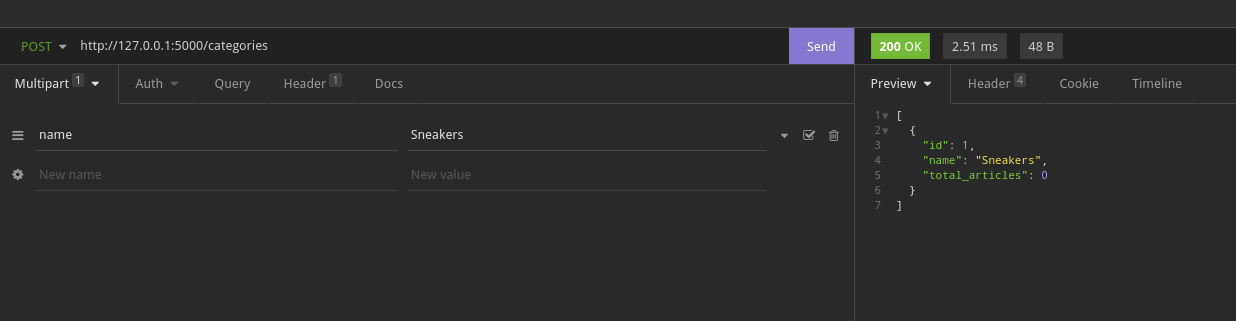 POST http://127.0.0.1:5000/categories Send 200 OK 2.51 ms 48 B
Multipart 1 Auth Query Header 1 Docs Preview Header 4 Cookie Timeline
name Sneakers
New name New value
1 [
2 {
3 "id": 1,
4 "name": "Sneakers",
5 "total_articles": 0
6 }
7 ]